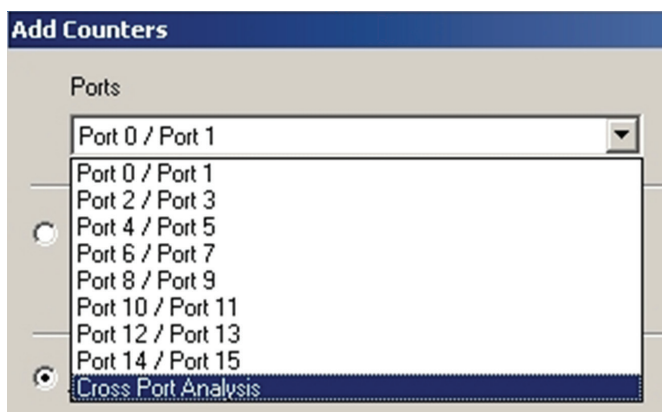 Add Counters
Ports
Port 0 / Port 1
Port 0 / Port 1
Port 2 / Port 3
Port 4 / Port 5
Port 6 / Port 7
Port 8 / Port 9
Port 10 / Port 11
Port 12 / Port 13
Port 14 / Port 15
Cross Port Analysis